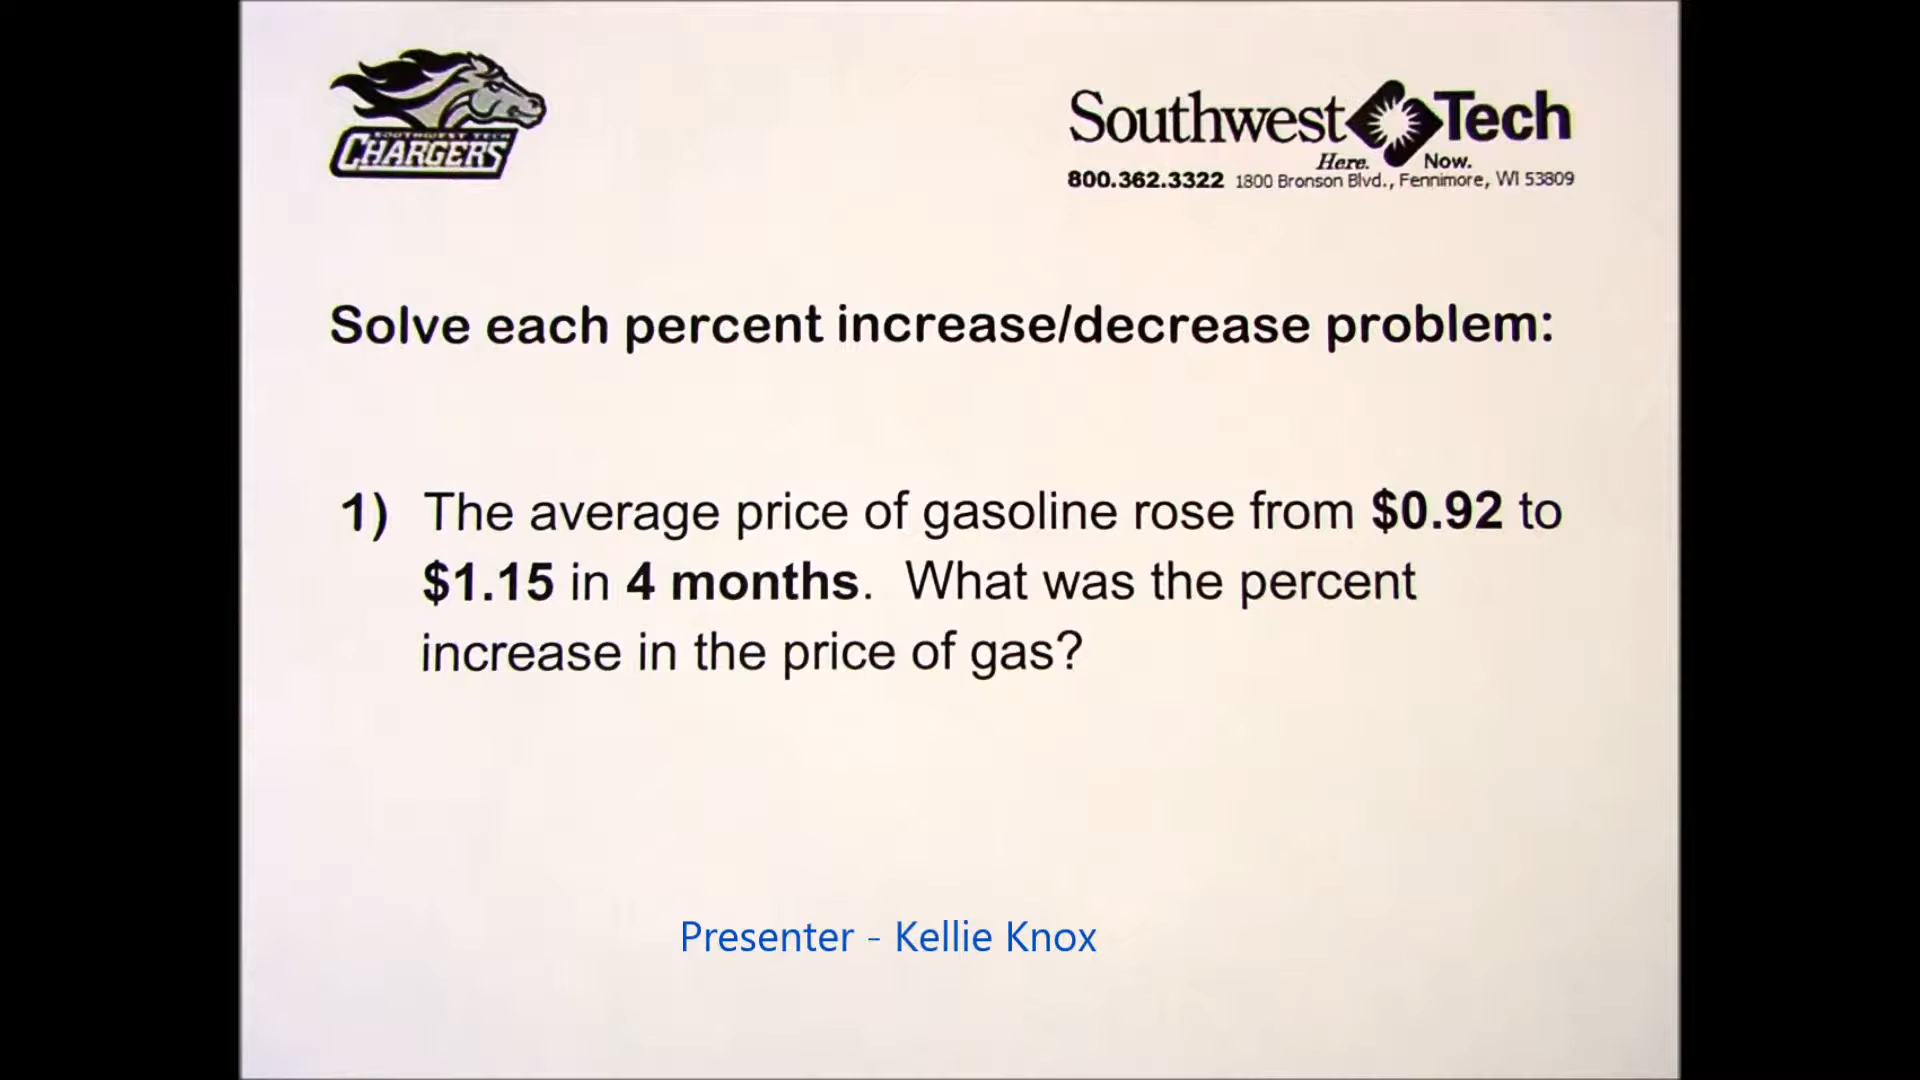 SOUTHWEST TECH
CHARGERS
Southwest Tech
Here. Now.
800.362.3322 1800 Bronson Blvd., Fennimore, WI 53809
Solve each percent increase/decrease problem:
1) The average price of gasoline rose from $0.92 to
$1.15 in 4 months. What was the percent
increase in the price of gas?
Presenter - Kellie Knox